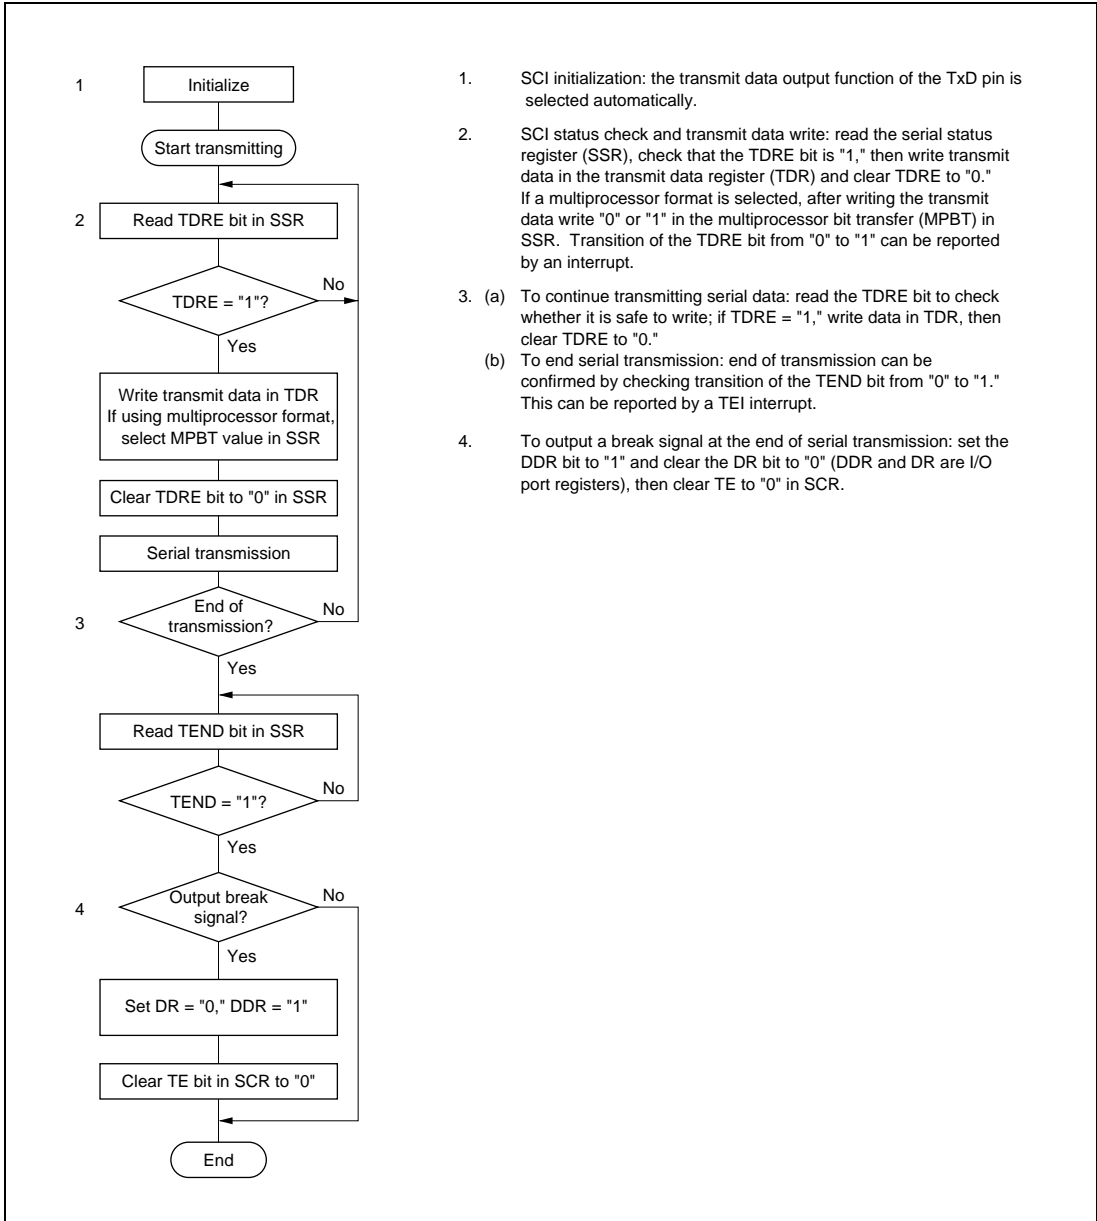 1
Initialize
Start transmitting
2
Read TDRE bit in SSR
TDRE = "1"?
No
Yes
Write transmit data in TDR
If using multiprocessor format,
select MPBT value in SSR
Clear TDRE bit to "0" in SSR
Serial transmission
3
End of
transmission?
No
Yes
Read TEND bit in SSR
TEND = "1"?
No
Yes
4
Output break
signal?
No
Yes
Set DR = "0," DDR = "1"
Clear TE bit in SCR to "0"
End
1. SCI initialization: the transmit data output function of the TxD pin is
selected automatically.
2. SCI status check and transmit data write: read the serial status
register (SSR), check that the TDRE bit is "1," then write transmit
data in the transmit data register (TDR) and clear TDRE to "0."
If a multiprocessor format is selected, after writing the transmit
data write "0" or "1" in the multiprocessor bit transfer (MPBT) in
SSR. Transition of the TDRE bit from "0" to "1" can be reported
by an interrupt.
3. (a) To continue transmitting serial data: read the TDRE bit to check
whether it is safe to write; if TDRE = "1," write data in TDR, then
clear TDRE to "0."
(b) To end serial transmission: end of transmission can be
confirmed by checking transition of the TEND bit from "0" to "1."
This can be reported by a TEI interrupt.
4. To output a break signal at the end of serial transmission: set the
DDR bit to "1" and clear the DR bit to "0" (DDR and DR are I/O
port registers), then clear TE to "0" in SCR.